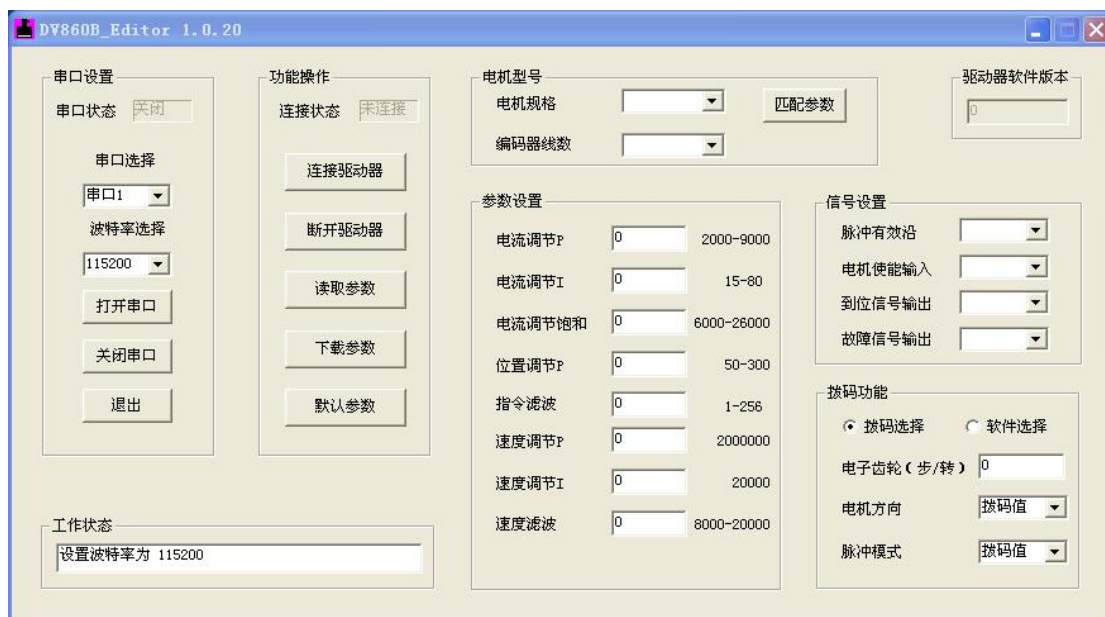 DV860B_Editor 1.0.20
串口设置
串口状态 关闭
串口选择
串口1
波特率选择
115200
打开串口
关闭串口
退出
功能操作
连接状态 未连接
连接驱动器
断开驱动器
读取参数
下载参数
默认参数
电机型号
电机规格
匹配参数
编码器线数
驱动器软件版本
0
参数设置
电流调节P 0 2000-9000
电流调节I 0 15-80
电流调节饱和 0 6000-26000
位置调节P 0 50-300
指令滤波 0 1-256
速度调节P 0 2000000
速度调节I 0 20000
速度滤波 0 8000-20000
信号设置
脉冲有效沿
电机使能输入
到位信号输出
故障信号输出
拨码功能
拨码选择 软件选择
电子齿轮(步/转) 0
电机方向 拨码值
脉冲模式 拨码值
工作状态
设置波特率为 115200